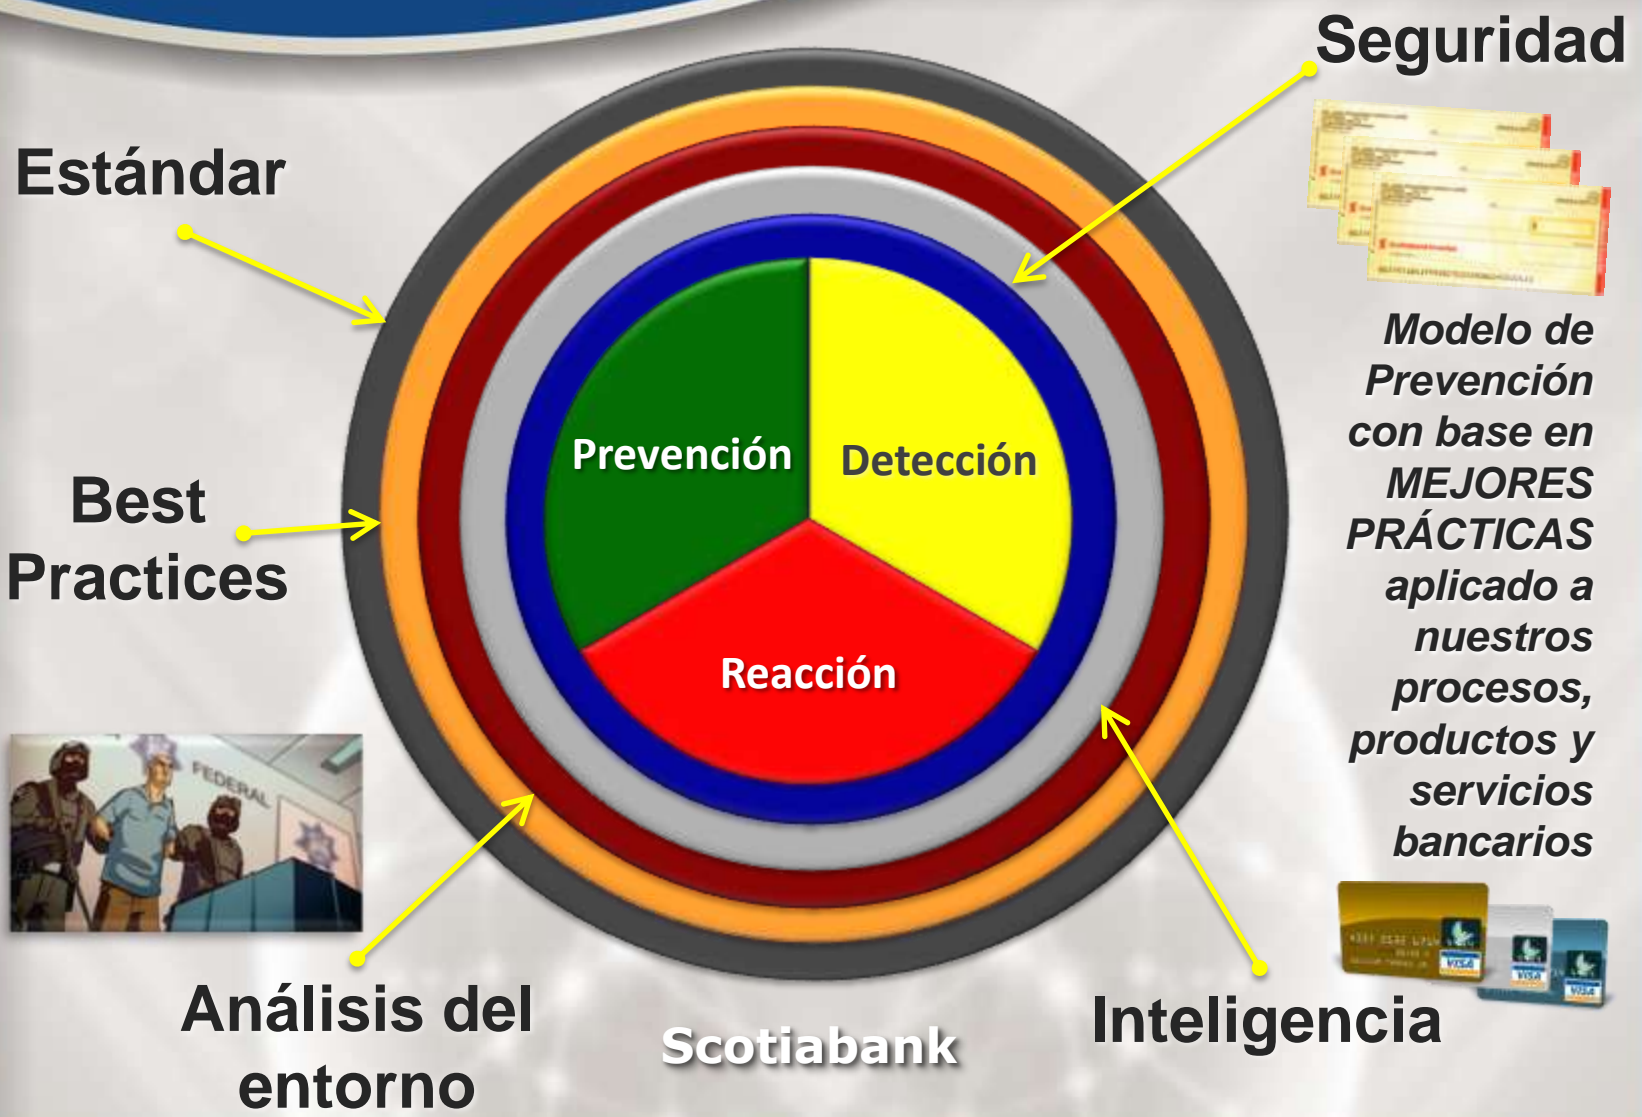 Seguridad
Estándar
Best
Practices
Prevención
Detección
Reacción
Modelo de
Prevención
con base en
MEJORES
PRÁCTICAS
aplicado a
nuestros
procesos,
productos y
servicios
bancarios
FEDERAL
VISA
VISA
VISA
Análisis del
entorno
Scotiabank
Inteligencia